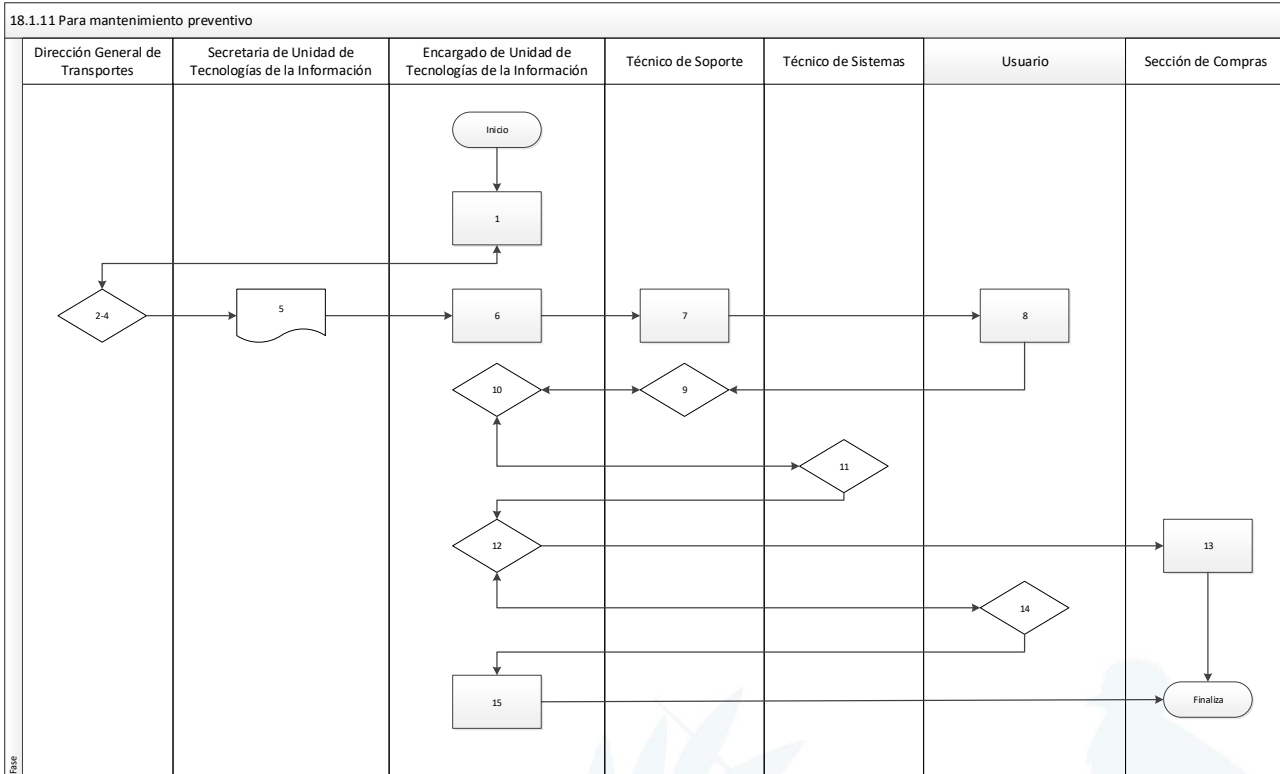 18.1.11 Para mantenimiento preventivo
Dirección General de
Transportes
Secretaria de Unidad de
Tecnologías de la Información
Encargado de Unidad de
Tecnologías de la Información
Técnico de Soporte
Técnico de Sistemas
Usuario
Sección de Compras
Inicio
1
2-4
5
6
7
8
10
9
11
12
13
14
15
Finaliza
Fase